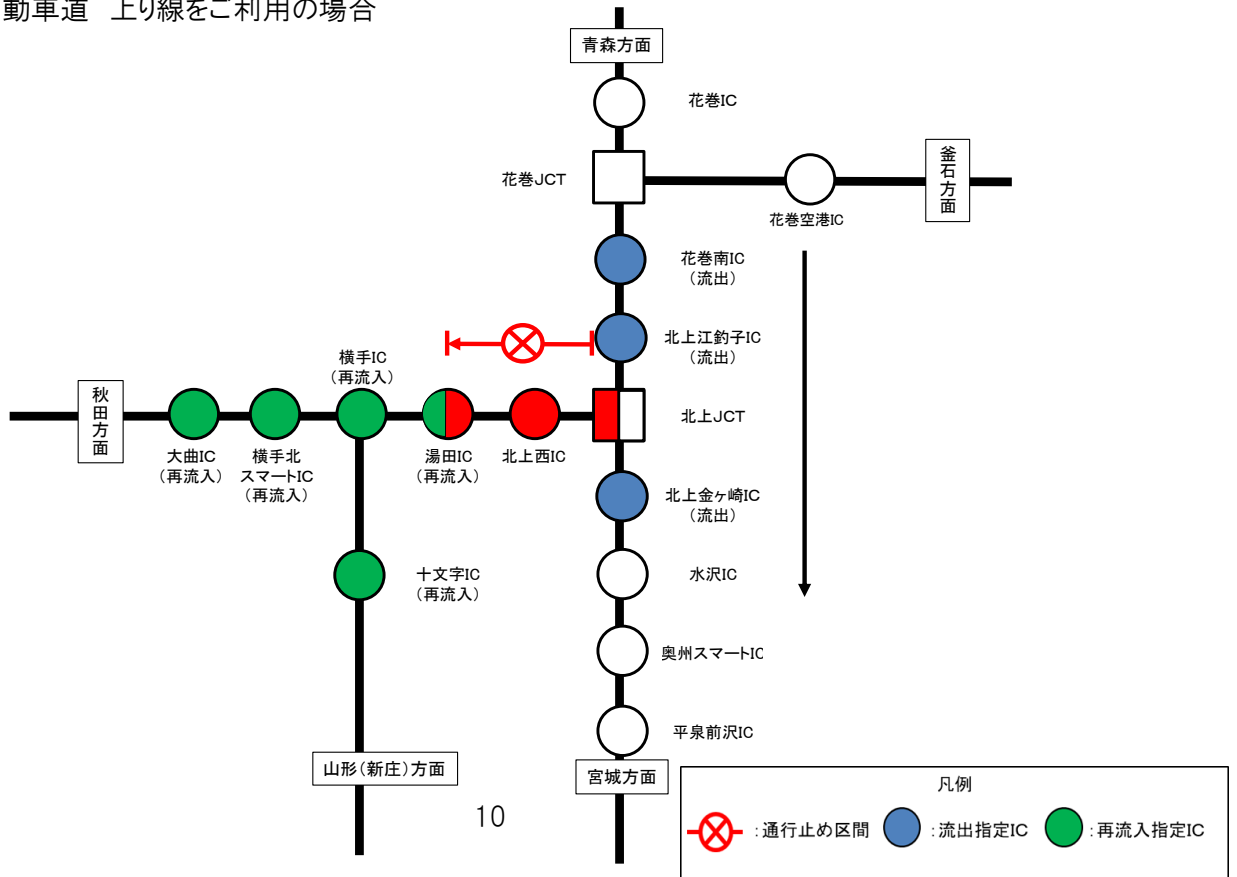 動車道 上り線をご利用の場合
青森方面
花巻IC
花巻JCT
釜石方面
花巻空港IC
花巻南IC
(流出)
北上江釣子IC
(流出)
横手IC
(再流入)
秋田方面
大曲IC
(再流入)
横手北
スマートIC
(再流入)
湯田IC
(再流入)
北上西IC
北上JCT
北上金ヶ崎IC
(流出)
十文字IC
(再流入)
水沢IC
奥州スマートIC
平泉前沢IC
山形(新庄)方面
宮城方面
10
凡例
:通行止め区間
:流出指定IC
:再流入指定IC